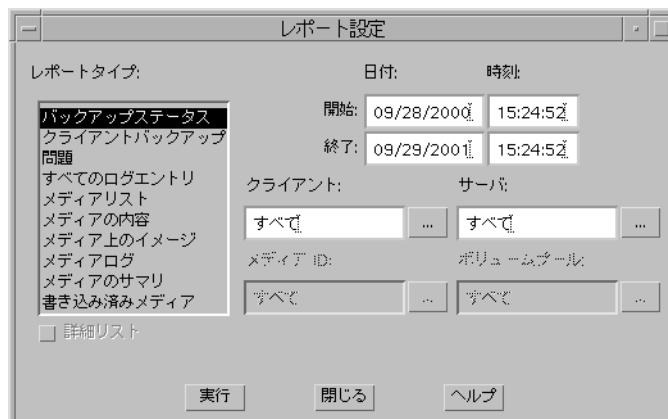 レポート設定
レポートタイプ:
日付: 時刻:
開始: 09/28/2000 15:24:52
終了: 09/29/2001 15:24:52
バックアップステータス
クライアントバックアップ
問題
すべてのログエントリ
メディアリスト
メディアの内容
メディア上のイメージ
メディアログ
メディアのサマリ
書き込み済みメディア
詳細リスト
クライアント: サーバ:
すべて ... すべて ...
メディア ID: ボリュームプール:
すべて ... すべて ...
実行 閉じる ヘルプ